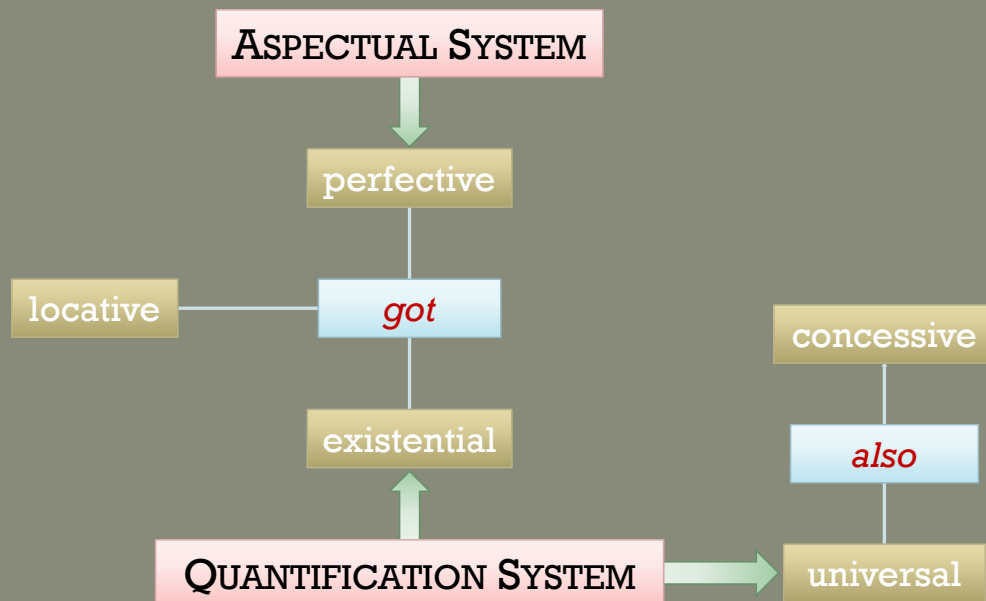 ASPECTUAL SYSTEM
perfective
locative
got
concessive
existential
also
QUANTIFICATION SYSTEM
universal